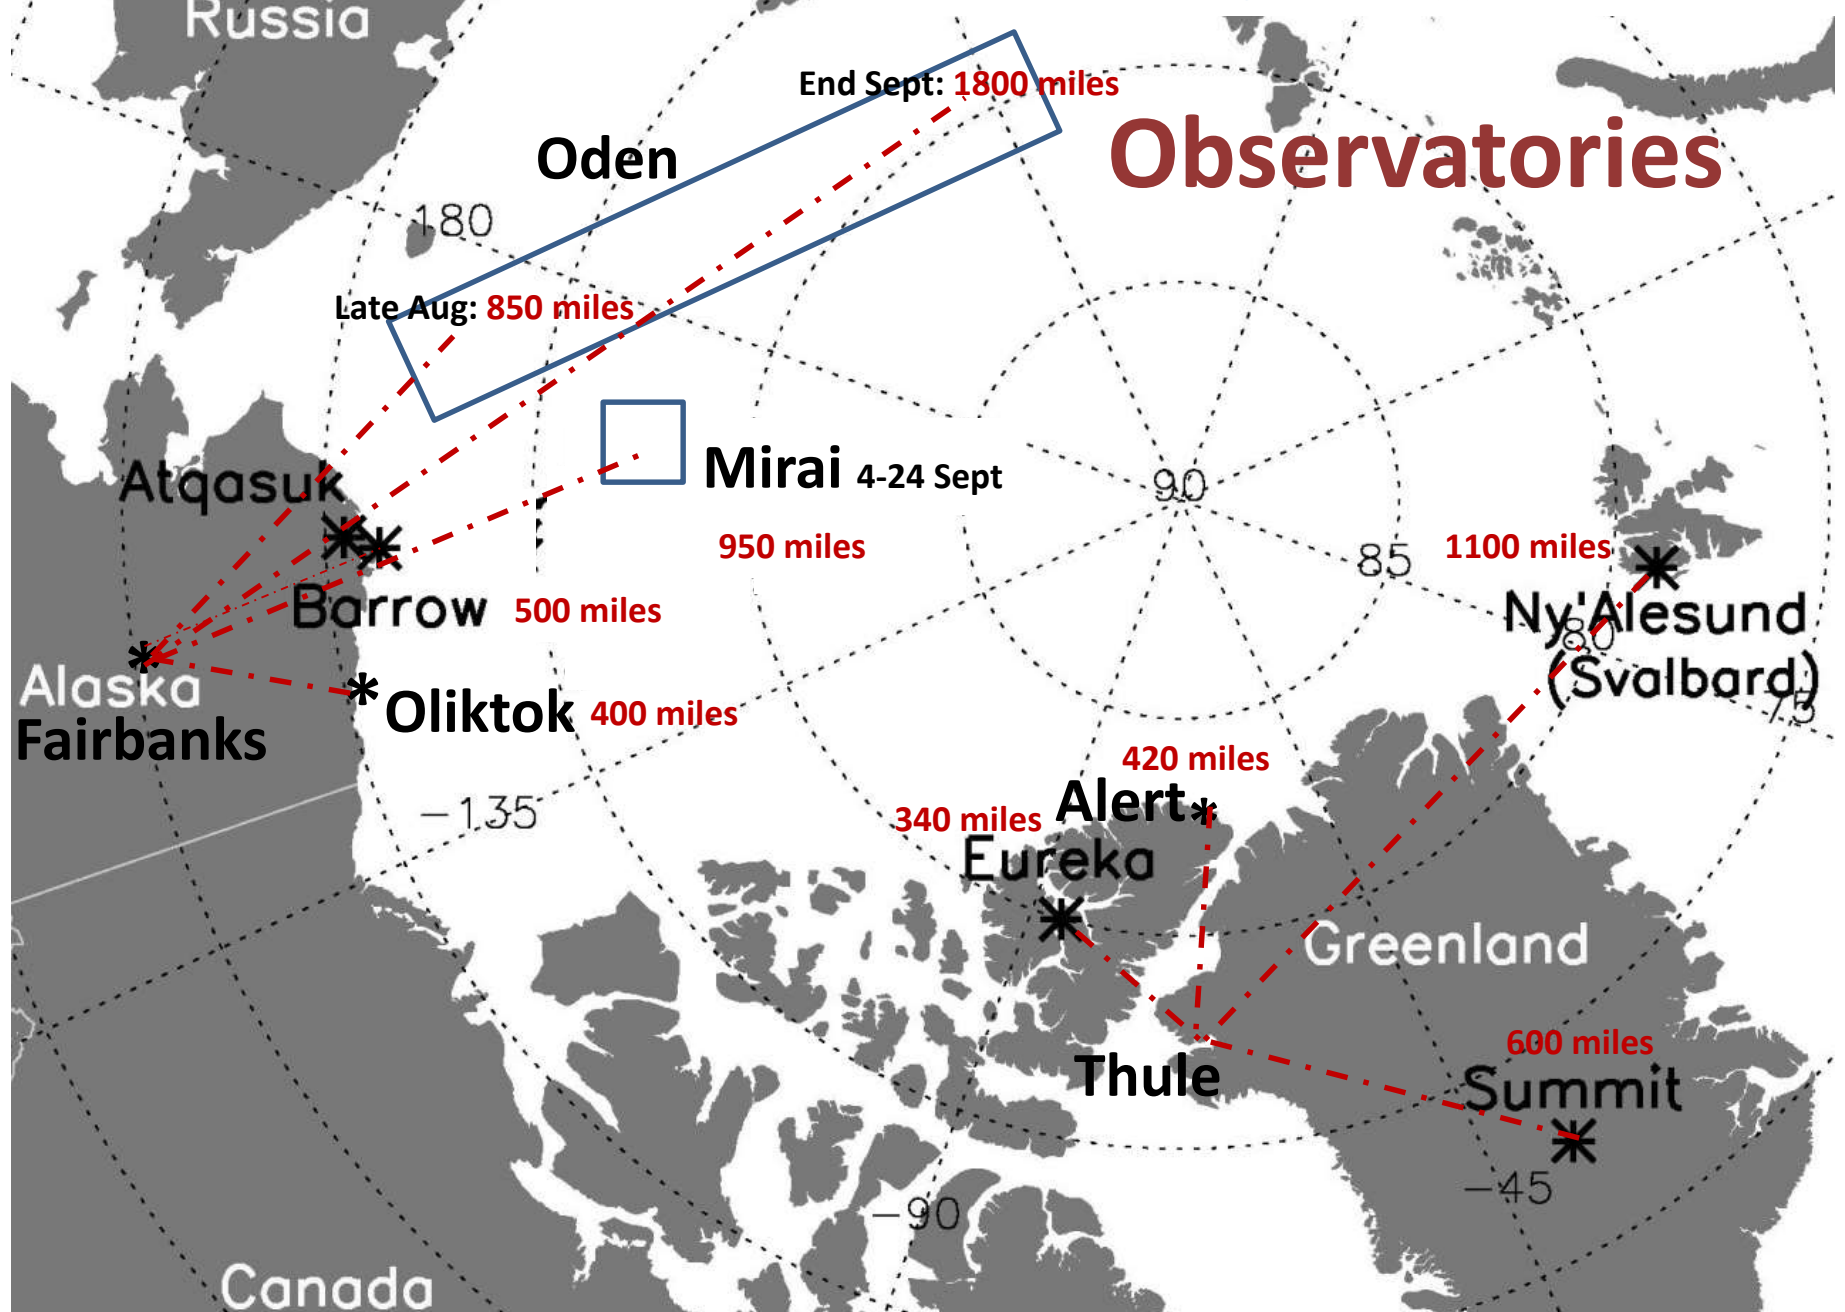 Russia
End Sept: 1800 miles
Observatories
Oden
180
Late Aug: 850 miles
Atqasuk
Mirai 4-24 Sept
90
950 miles
85
1100 miles
Barrow
500 miles
Ny'Alesund
80
(Svalbard)
75
Alaska
Fairbanks
Oliktok 400 miles
420 miles
Alert
340 miles
-135
Eureka
Greenland
600 miles
Thule
Summit
-45
-90
Canada